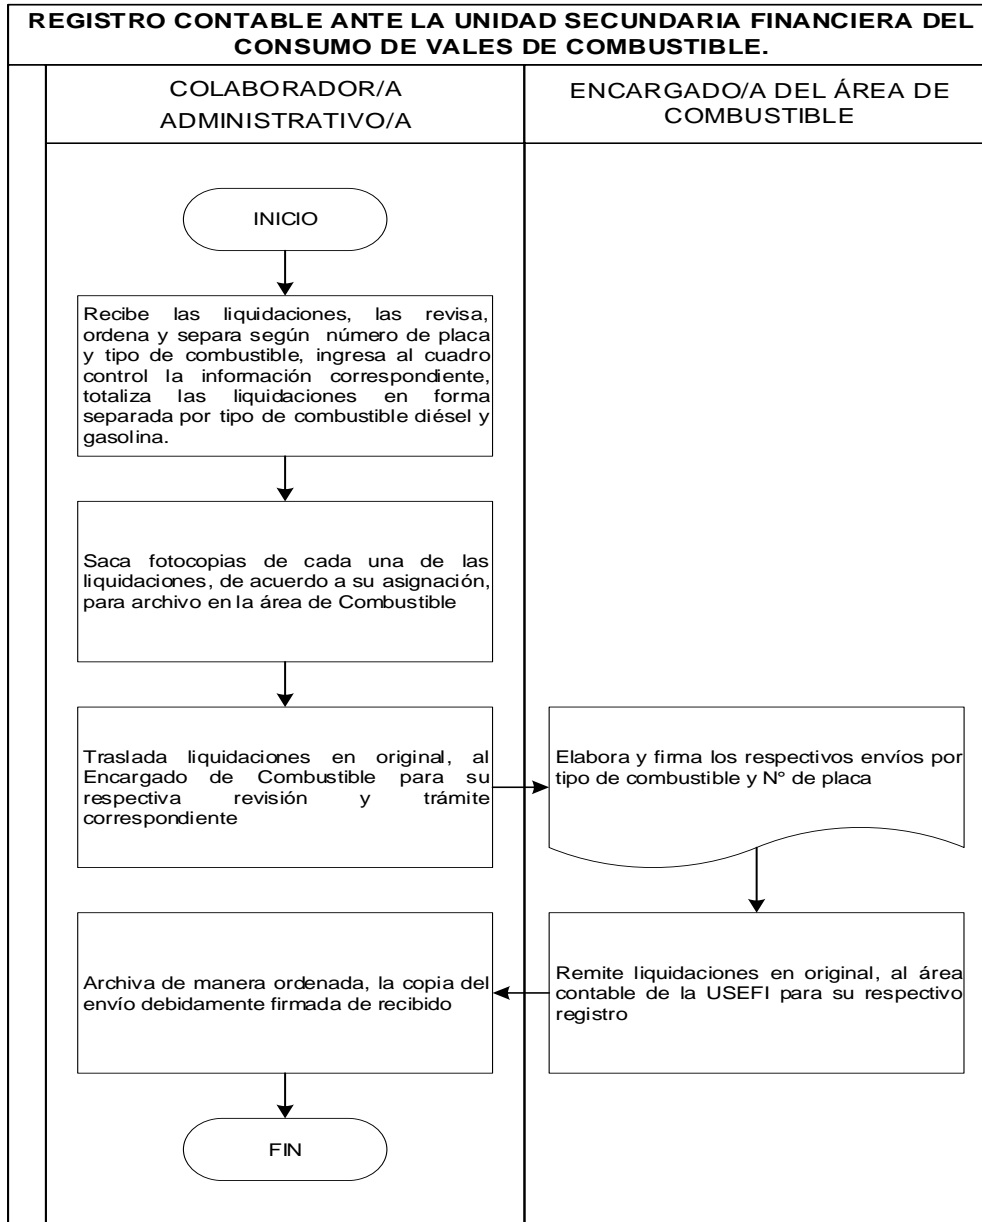 REGISTRO CONTABLE ANTE LA UNIDAD SECUNDARIA FINANCIERA DEL
CONSUMO DE VALES DE COMBUSTIBLE.
COLABORADOR/A
ADMINISTRATIVO/A
ENCARGADO/A DEL ÁREA DE
COMBUSTIBLE
INICIO
Recibe las liquidaciones, las revisa,
ordena y separa según número de placa
y tipo de combustible, ingresa al cuadro
control la información correspondiente,
totaliza las liquidaciones en forma
separada por tipo de combustible diésel y
gasolina.
Saca fotocopias de cada una de las
liquidaciones, de acuerdo a su asignación,
para archivo en la área de Combustible
Traslada liquidaciones en original, al
Encargado de Combustible para su
respectiva revisión y trámite
correspondiente
Elabora y firma los respectivos envíos por
tipo de combustible y N° de placa
Remite liquidaciones en original, al área
contable de la USEFI para su respectivo
registro
Archiva de manera ordenada, la copia del
envío debidamente firmada de recibido
FIN